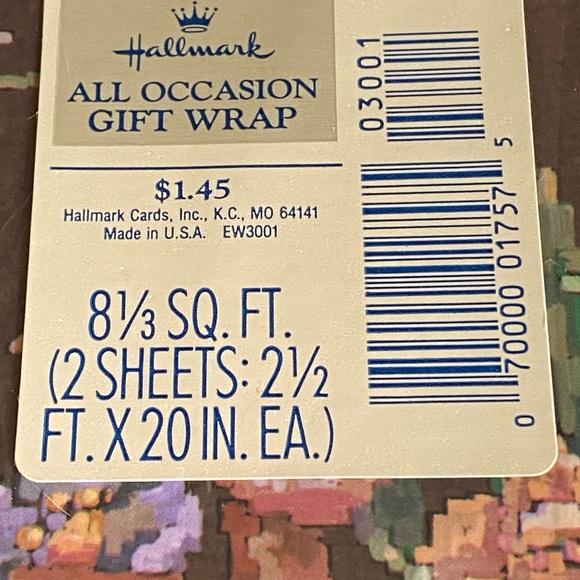 Hallmark
ALL OCCASION
GIFT WRAP
$1.45
Hallmark Cards, Inc., K.C., MO 64141
Made in U.S.A. EW3001
8⅓ SQ. FT.
(2 SHEETS: 2½
FT. X 20 IN. EA.)
03001
0 70000 01757 5